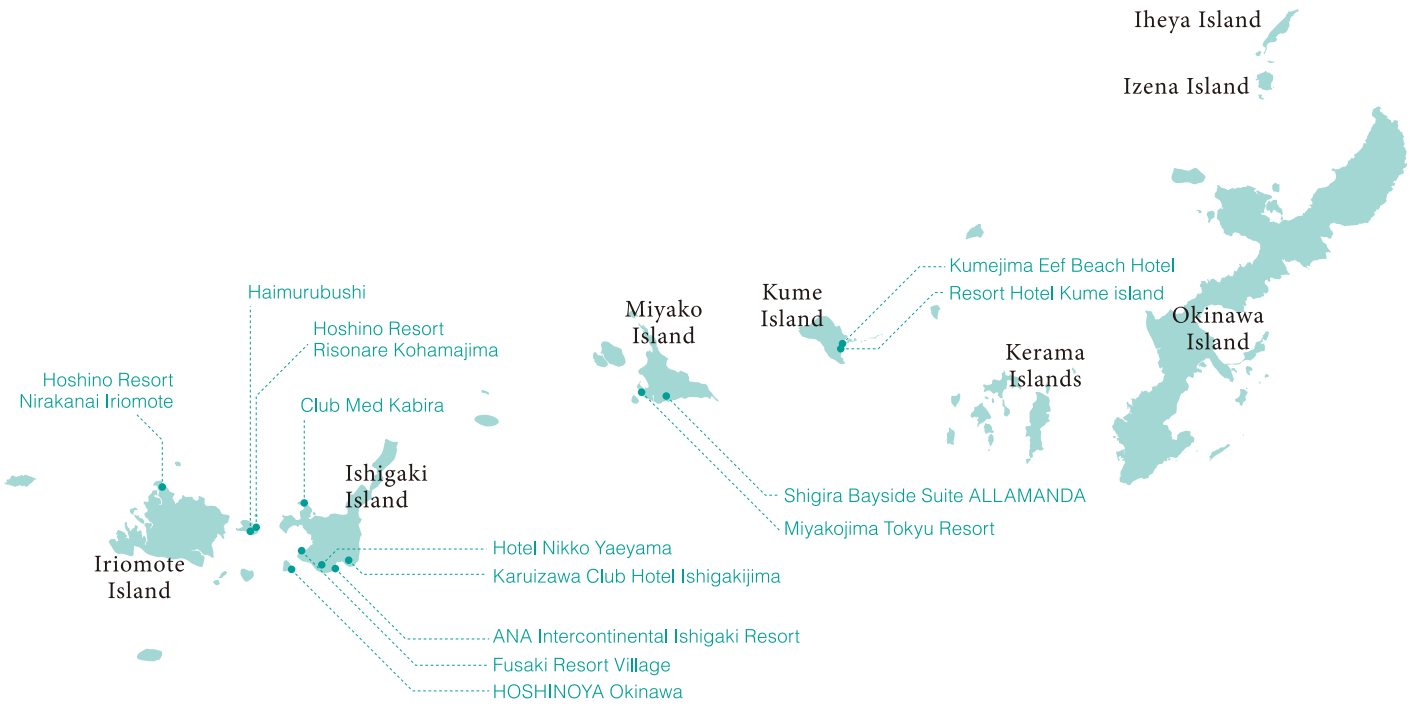 Iheya Island
Izena Island
Kumejima Eef Beach Hotel
Resort Hotel Kume island
Kume
Island
Okinawa
Island
Kerama
Islands
Miyako
Island
Haimurubushi
Hoshino Resort
Risonare Kohamajima
Hoshino Resort
Nirakanai Iriomote
Club Med Kabira
Ishigaki
Island
Shigira Bayside Suite ALLAMANDA
Miyakojima Tokyu Resort
Iriomote
Island
Hotel Nikko Yaeyama
Karuizawa Club Hotel Ishigakijima
ANA Intercontinental Ishigaki Resort
Fusaki Resort Village
HOSHINOYA Okinawa